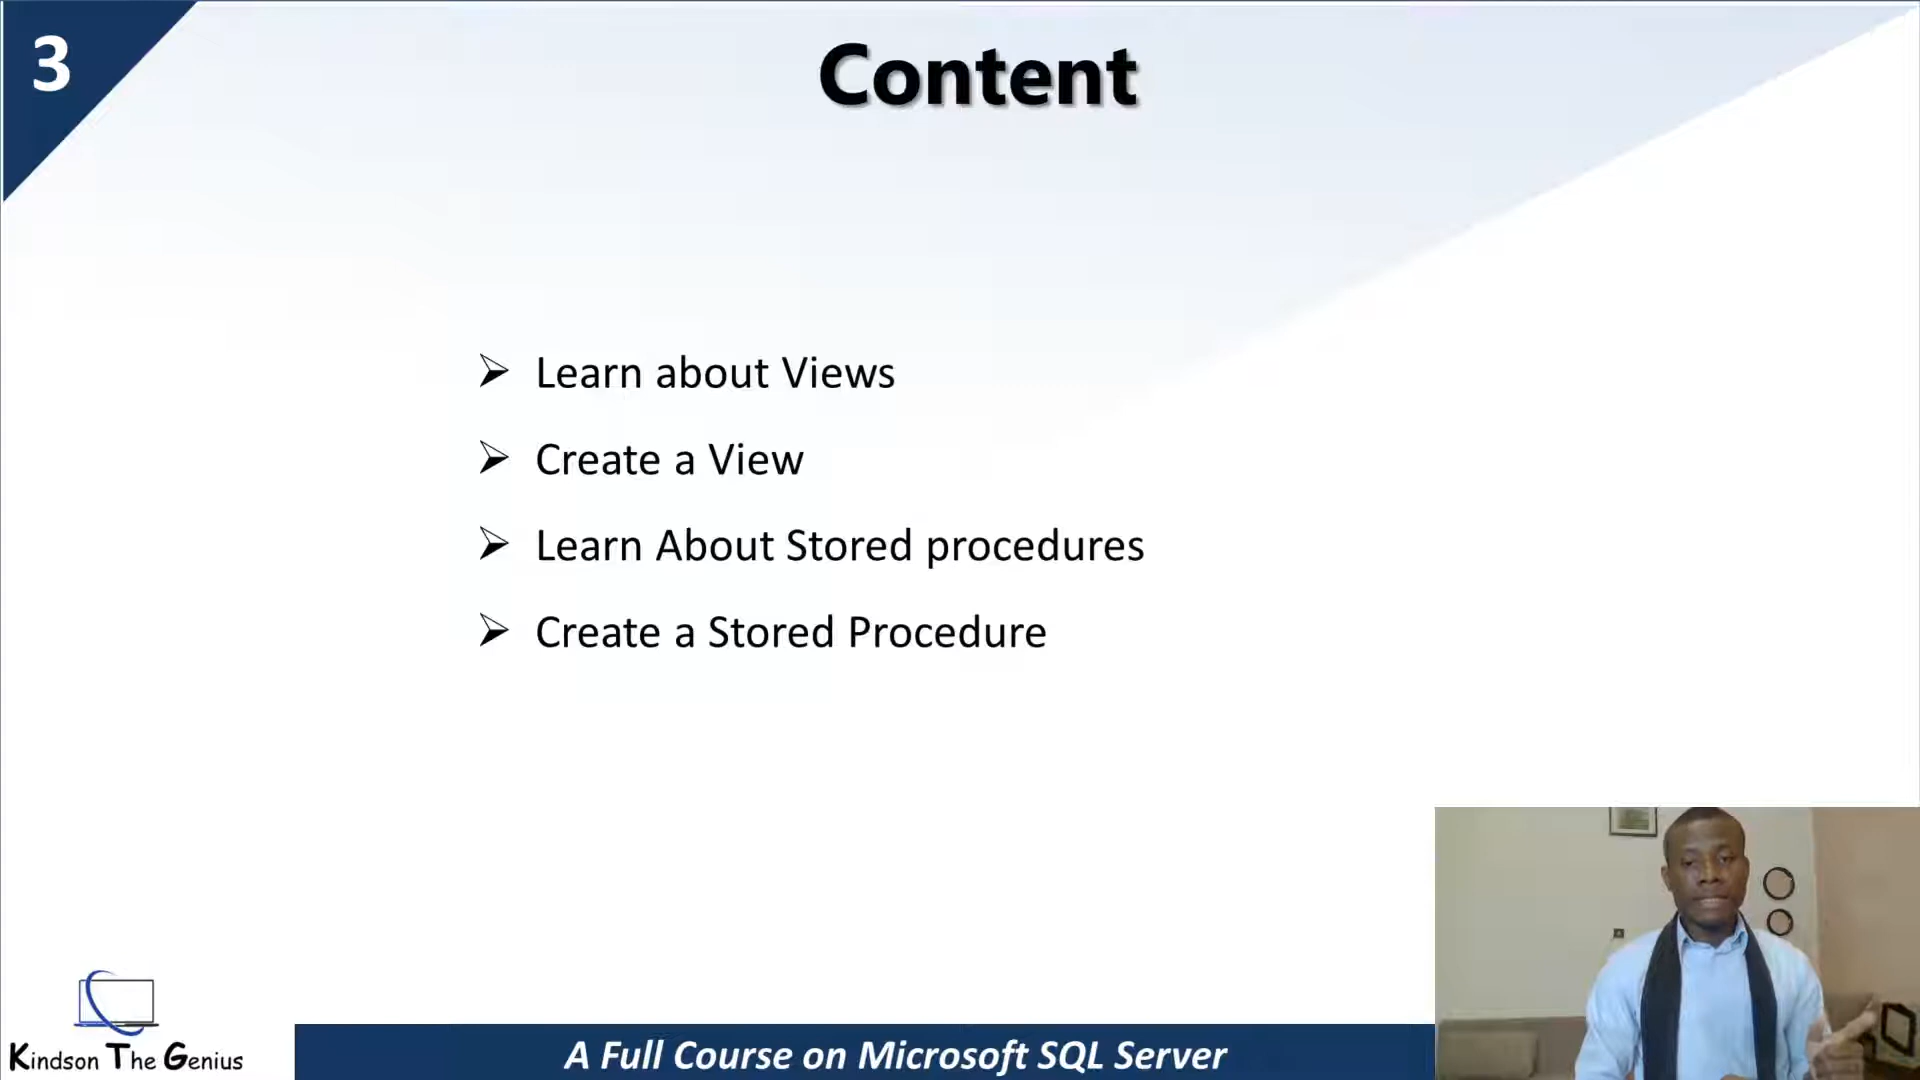 3
Content
Learn about Views
Create a View
Learn About Stored procedures
Create a Stored Procedure
Kindson The Genius
A Full Course on Microsoft SQL Server